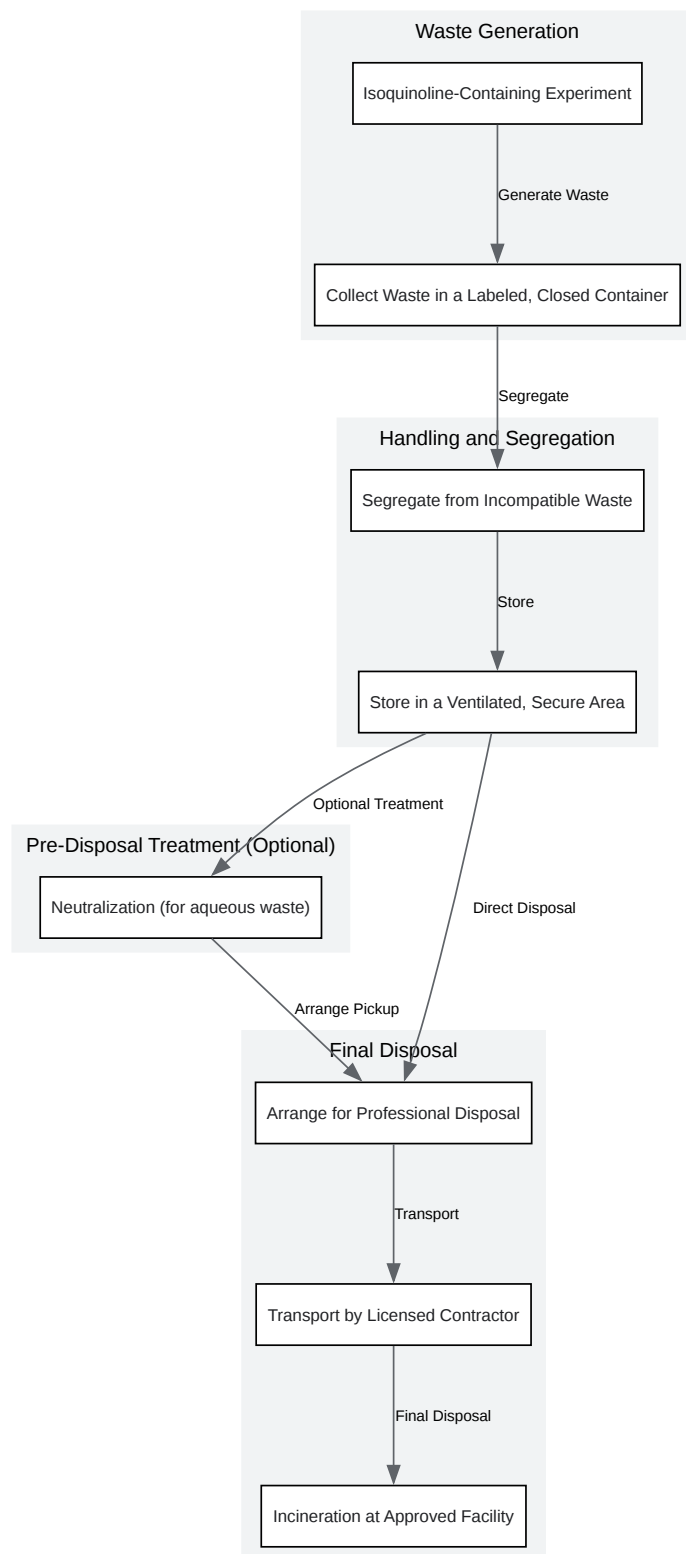 Waste Generation
Isoquinoline-Containing Experiment
Generate Waste
Collect Waste in a Labeled, Closed Container
Segregate
Handling and Segregation
Segregate from Incompatible Waste
Store
Store in a Ventilated, Secure Area
Optional Treatment
Pre-Disposal Treatment (Optional)
Neutralization (for aqueous waste)
Direct Disposal
Arrange Pickup
Final Disposal
Arrange for Professional Disposal
Transport
Transport by Licensed Contractor
Final Disposal
Incineration at Approved Facility